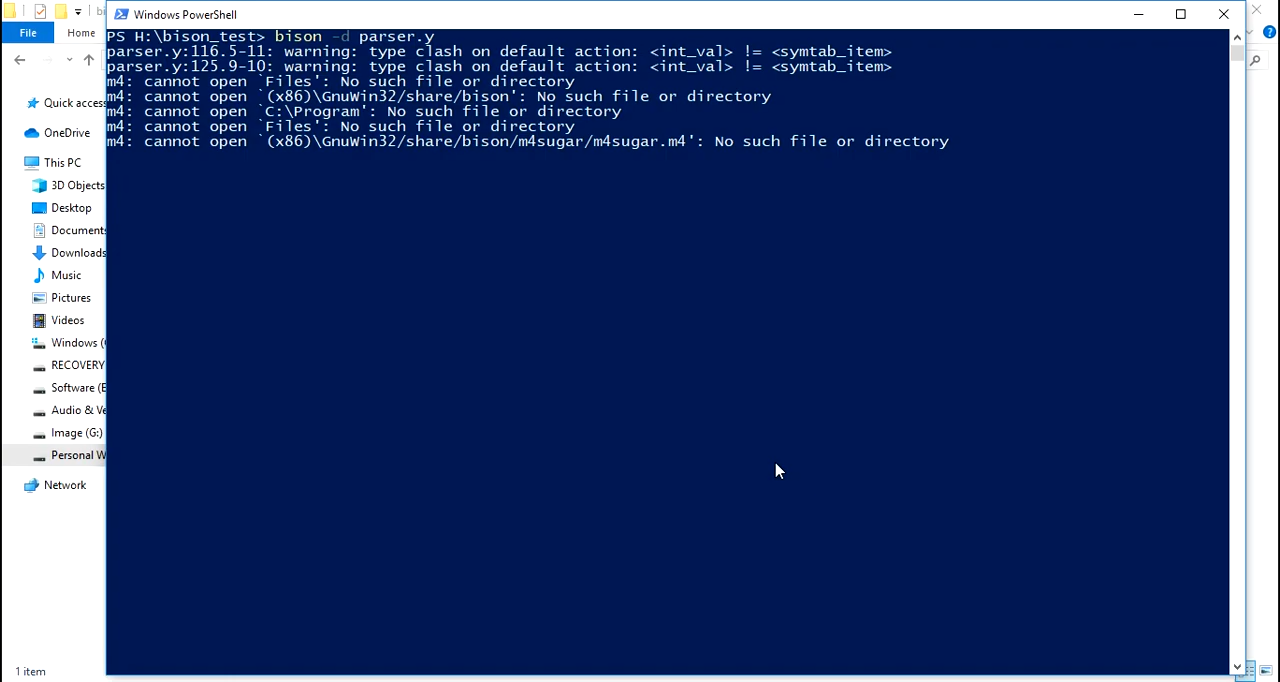 Windows PowerShell
File
Home
PS H:\bison_test> bison -d parser.y
parser.y:116.5-11: warning: type clash on default action: <int_val> != <symtab_item>
parser.y:125.9-10: warning: type clash on default action: <int_val> != <symtab_item>
m4: cannot open `Files': No such file or directory
m4: cannot open `(x86)\GnuWin32/share/bison': No such file or directory
m4: cannot open `C:\Program': No such file or directory
m4: cannot open `Files': No such file or directory
m4: cannot open `(x86)\GnuWin32/share/bison/m4sugar/m4sugar.m4': No such file or directory
Quick access
OneDrive
This PC
3D Objects
Desktop
Documents
Downloads
Music
Pictures
Videos
Windows (
RECOVERY
Software (E
Audio & Ve
Image (G:)
Personal W
Network
1 item